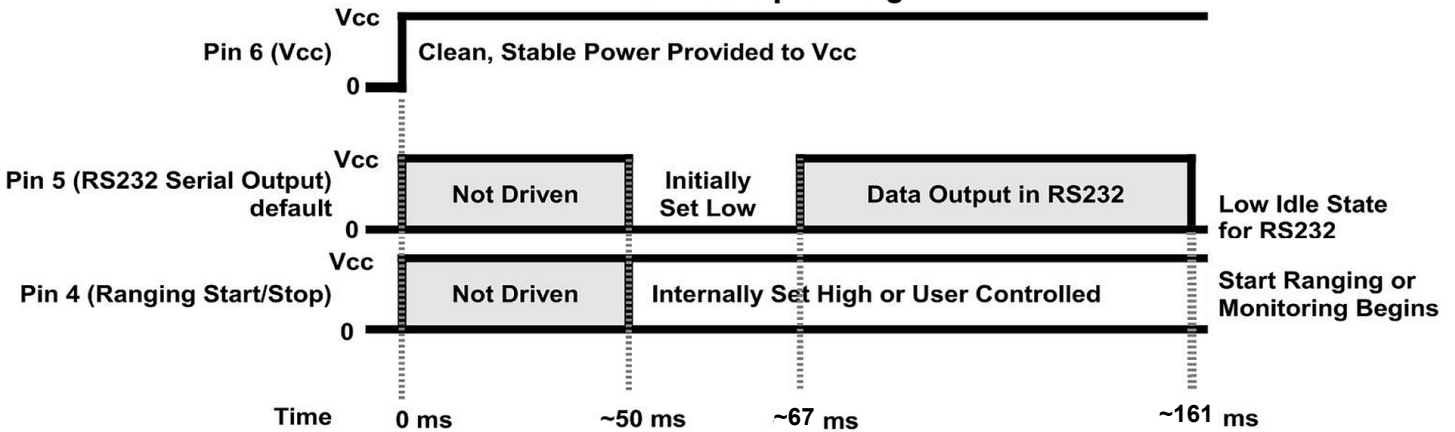 Vcc
Pin 6 (Vcc)
Clean, Stable Power Provided to Vcc
0
Vcc
Pin 5 (RS232 Serial Output)
default
Not Driven
Initially
Set Low
Data Output in RS232
Low Idle State
for RS232
0
Vcc
Pin 4 (Ranging Start/Stop)
Not Driven
Internally Set High or User Controlled
Start Ranging or
Monitoring Begins
0
Time
0 ms
~50 ms
~67 ms
~161 ms